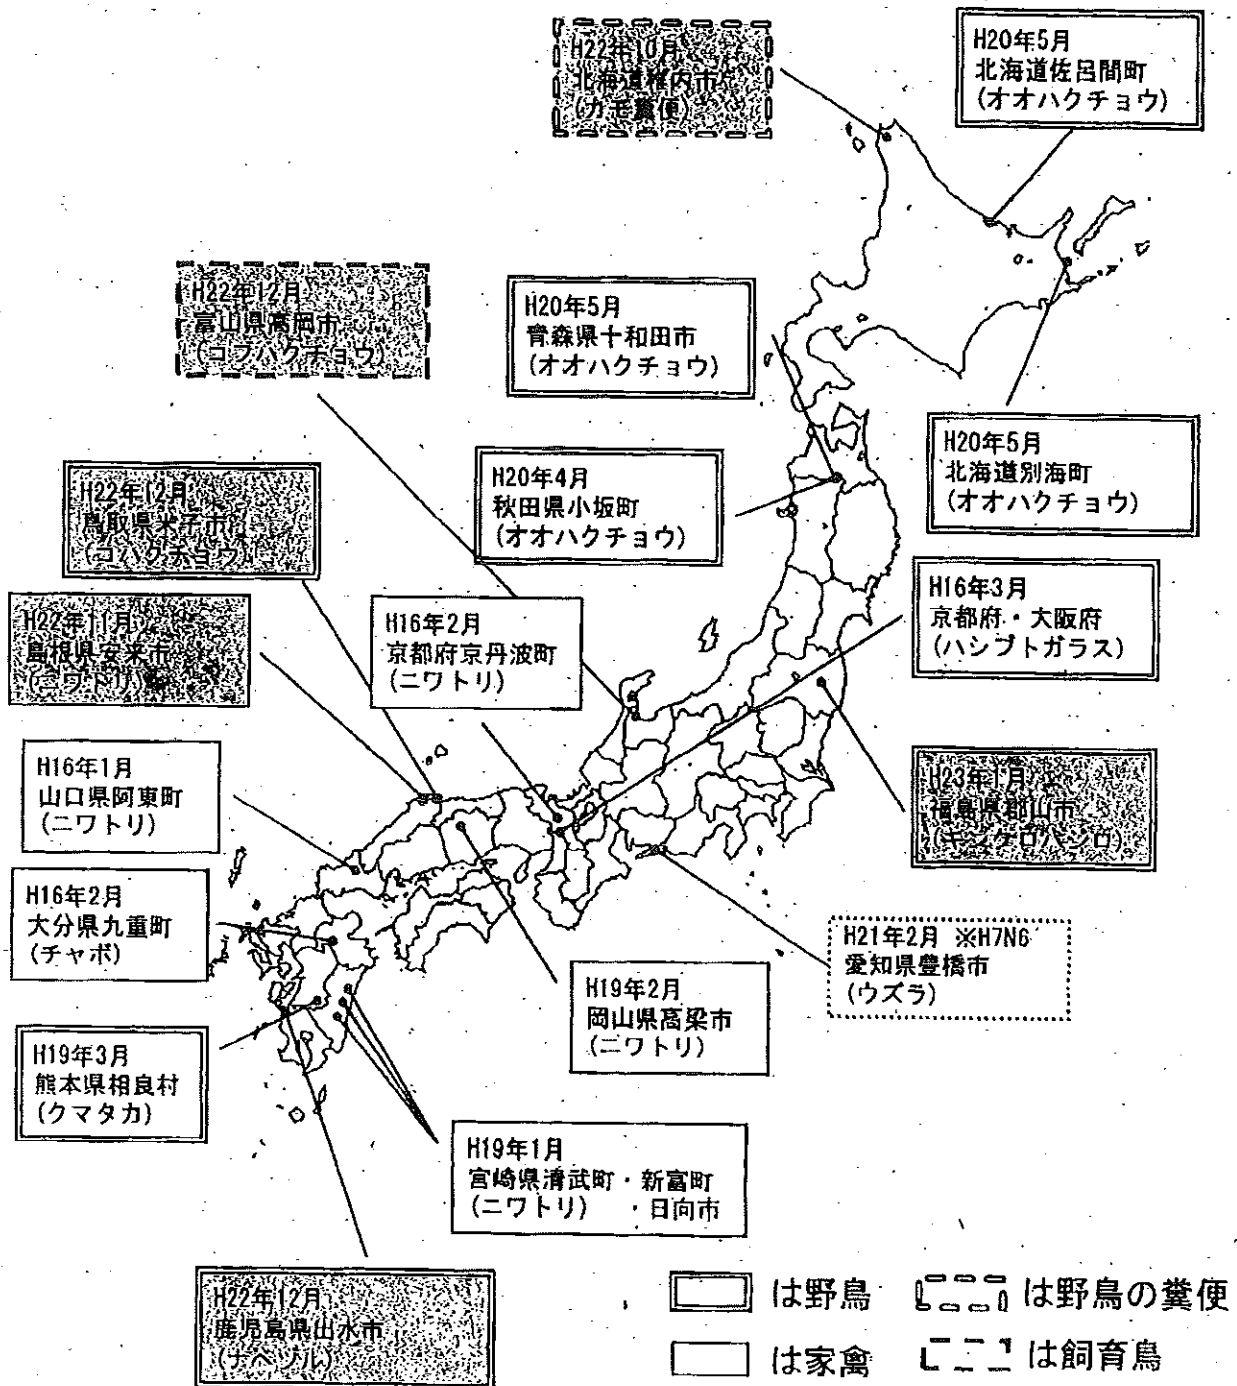 H22年10月
北海道稚内市
(カモ糞便)
H20年5月
北海道佐呂間町
(オオハクチョウ)
H22年12月
富山県高岡市
(コブハクチョウ)
H20年5月
青森県十和田市
(オオハクチョウ)
H20年5月
北海道別海町
(オオハクチョウ)
H22年12月
鳥取県米子市
(コハクチョウ)
H20年4月
秋田県小坂町
(オオハクチョウ)
H16年3月
京都府・大阪府
(ハシブトガラス)
H22年11月
島根県安来市
(ニワトリ)
H16年2月
京都府京丹波町
(ニワトリ)
H16年1月
山口県阿東町
(ニワトリ)
H23年1月
福島県郡山市
(キンクロハジロ)
H16年2月
大分県九重町
(チャボ)
H21年2月 ※H7N6
愛知県豊橋市
(ウズラ)
H19年2月
岡山県高梁市
(ニワトリ)
H19年3月
熊本県相良村
(クマタカ)
H19年1月
宮崎県清武町・新富町
(ニワトリ) ・日向市
H22年12月
鹿児島県出水市
(ナベヅル)
は野鳥
は野鳥の糞便
は家禽
は飼育鳥